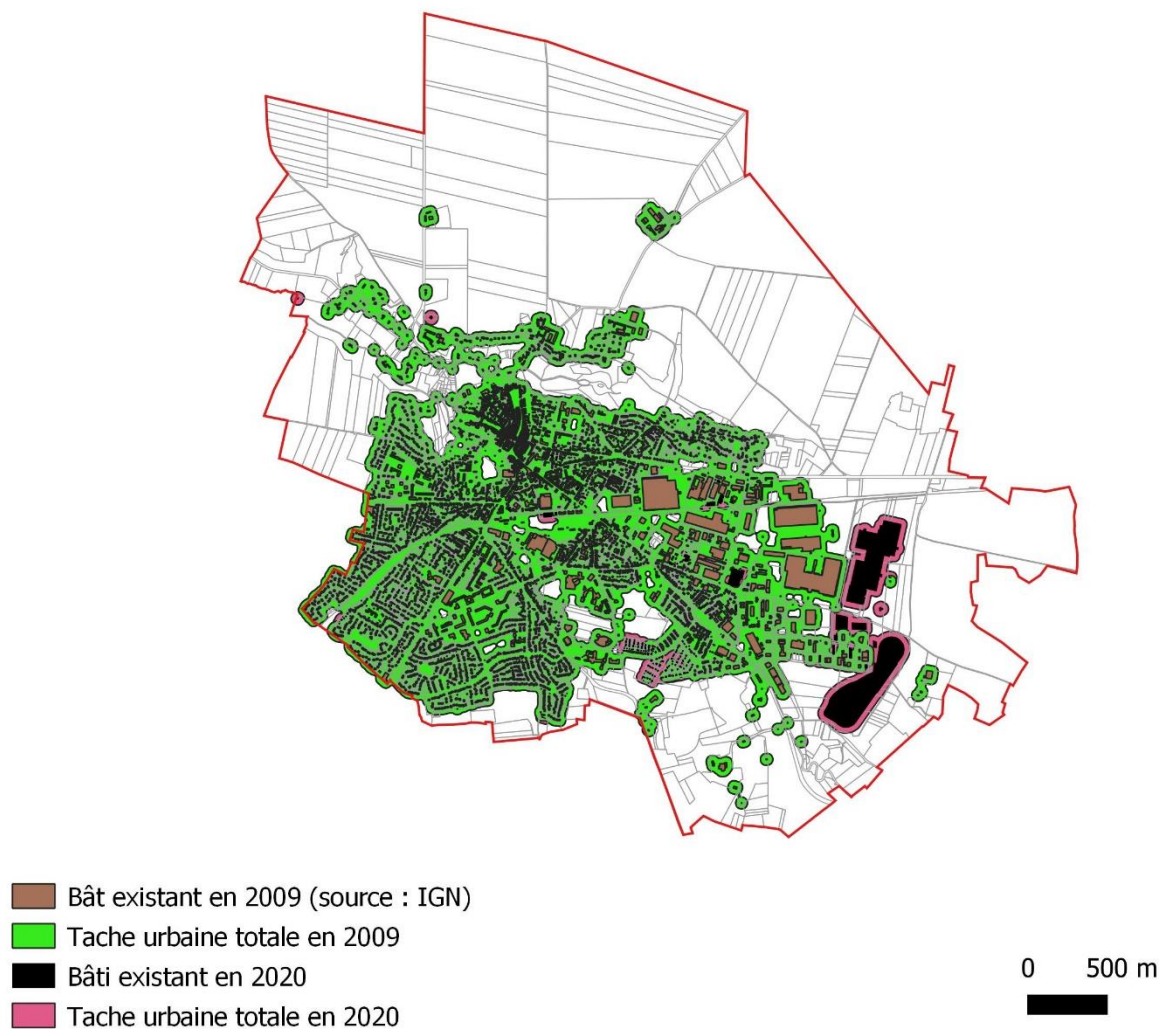 Bât existant en 2009 (source : IGN)
Tache urbaine totale en 2009
Bâti existant en 2020
Tache urbaine totale en 2020
0 500 m